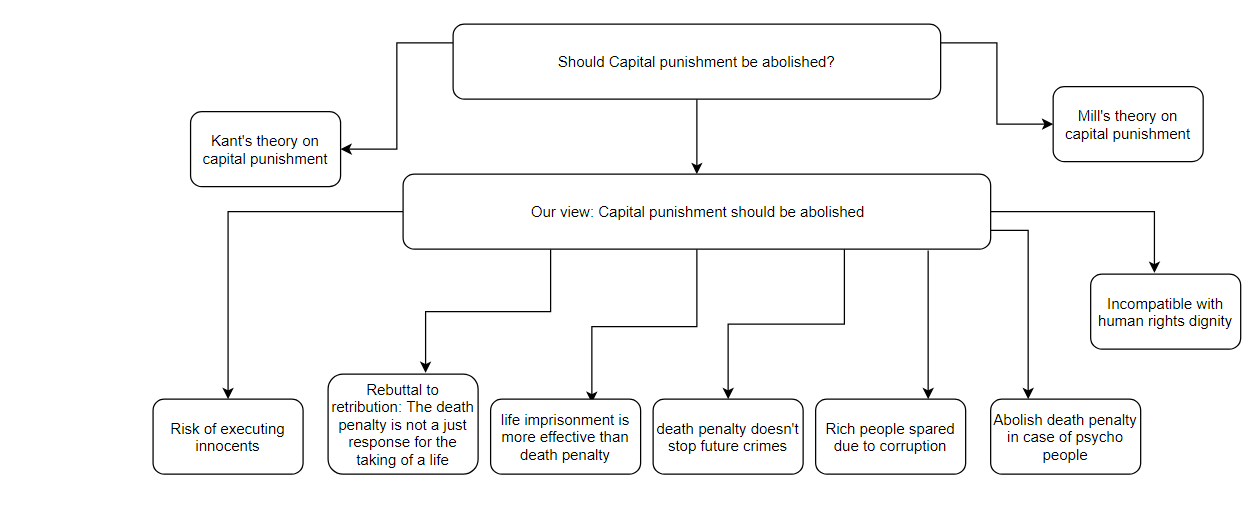 Should Capital punishment be abolished?
Kant's theory on
capital punishment
Mill's theory on
capital punishment
Our view: Capital punishment should be abolished
Incompatible with
human rights dignity
Risk of executing
innocents
Rebuttal to
retribution: The death
penalty is not a just
response for the
taking of a life
life imprisonment is
more effective than
death penalty
death penalty doesn't
stop future crimes
Rich people spared
due to corruption
Abolish death penalty
in case of psycho
people